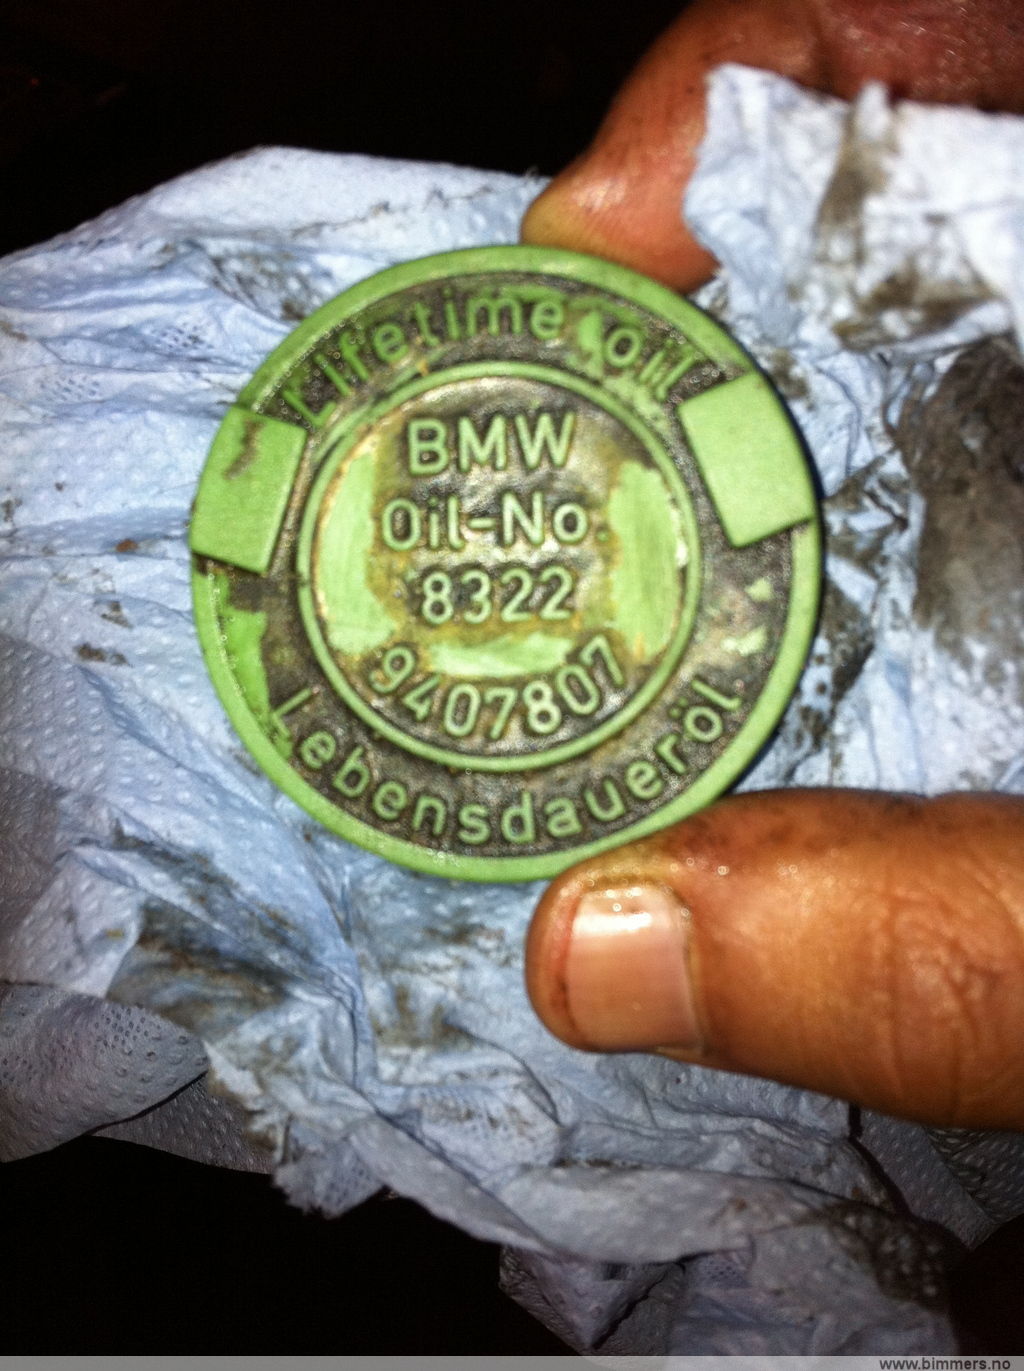 Lifetime oil
BMW
Oil-No.
8322
9407807
Lebensdaueröl
www.bimmers.no